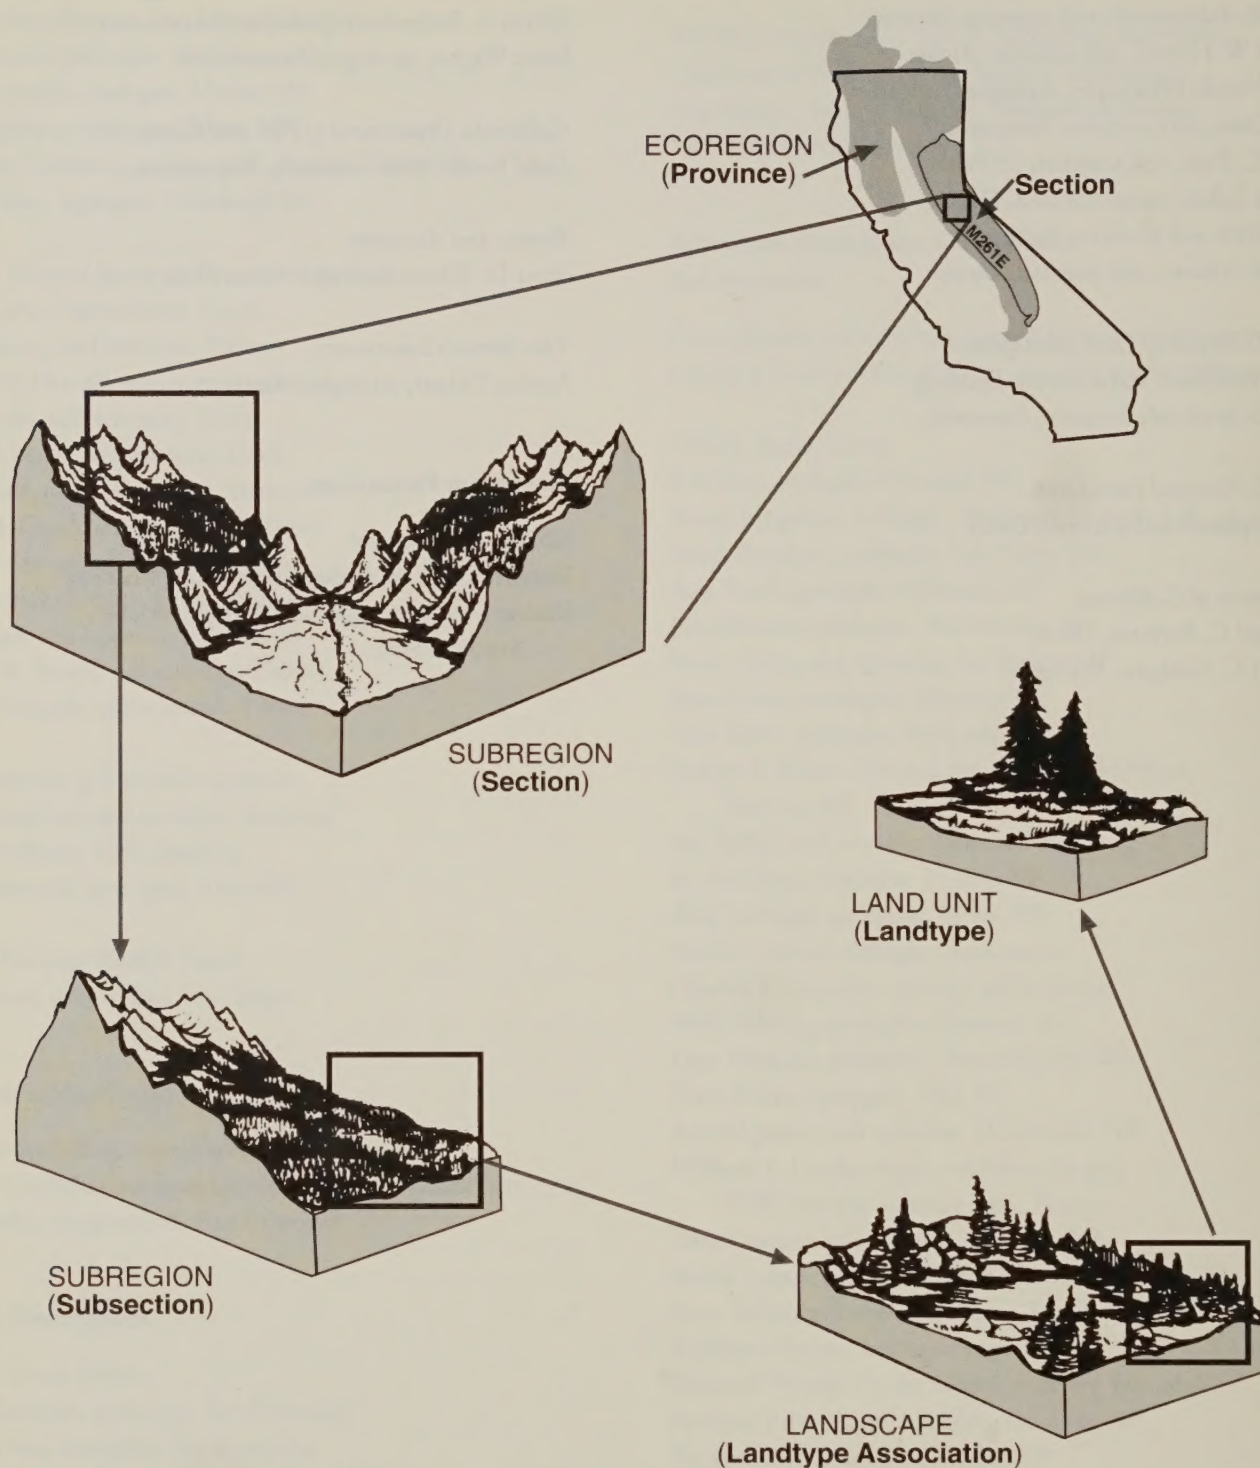 ECOREGION
(Province)
Section
M261E
SUBREGION
(Section)
LAND UNIT
(Landtype)
SUBREGION
(Subsection)
LANDSCAPE
(Landtype Association)